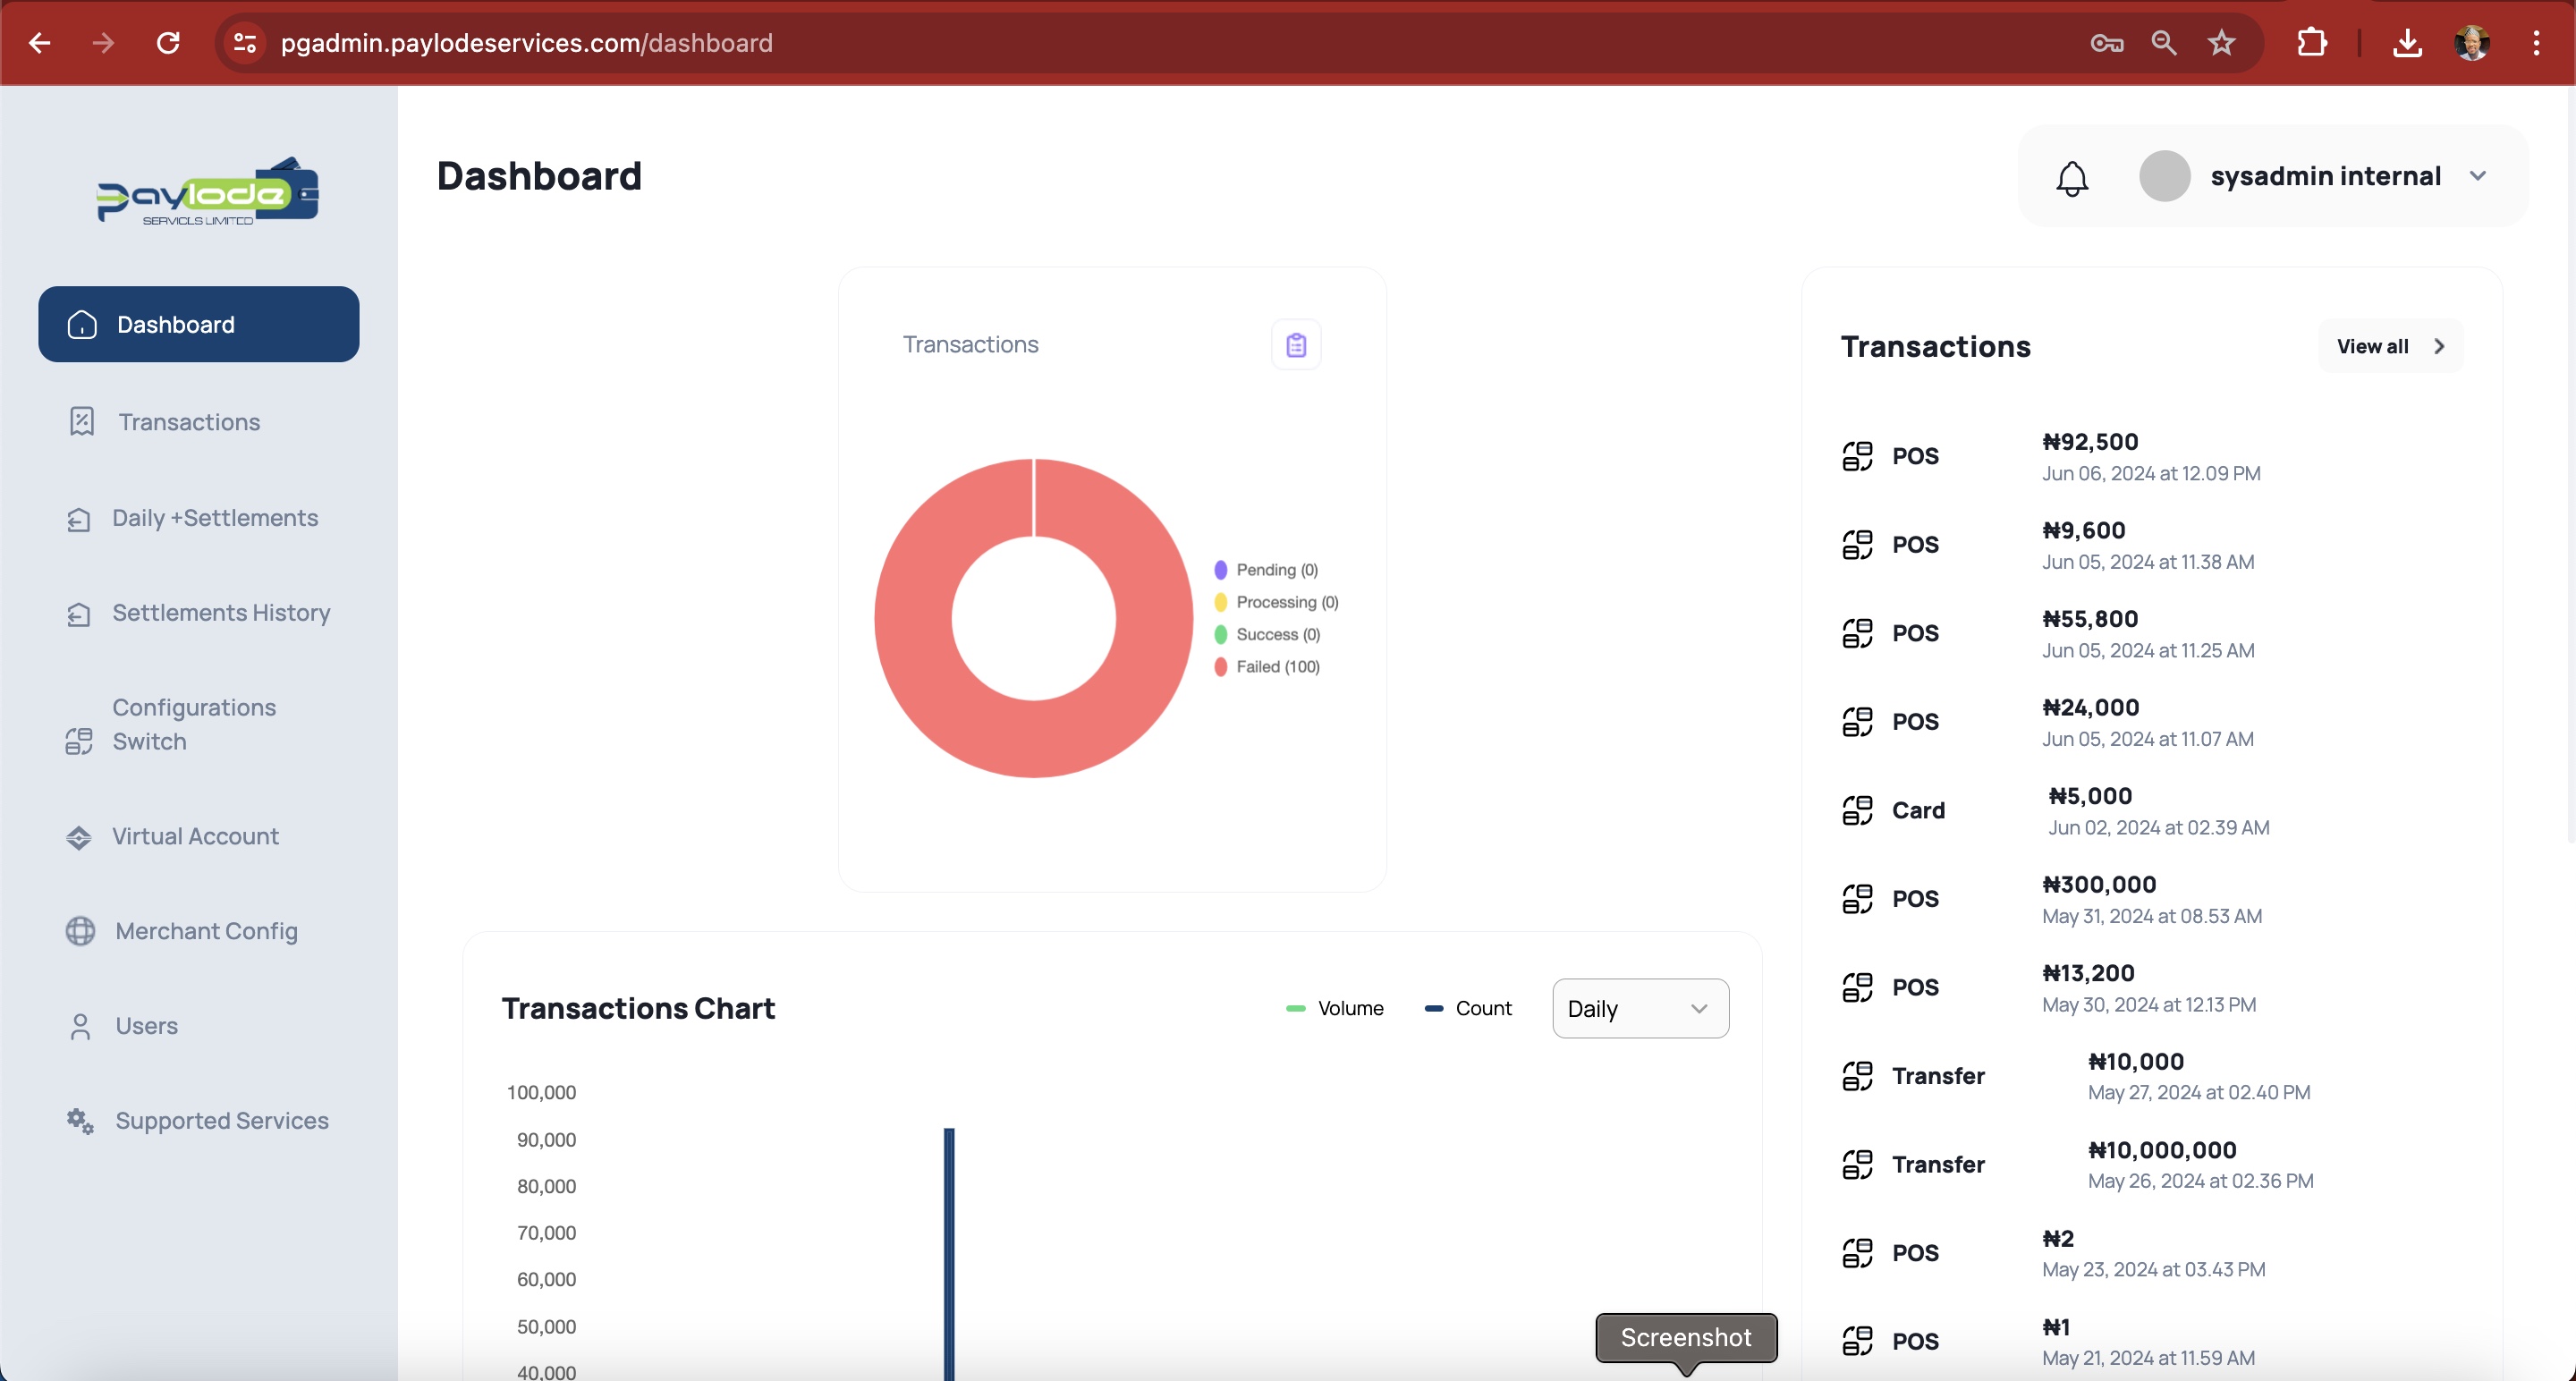 pgadmin.paylodeservices.com/dashboard
Paylode
SERVICES LIMITED
Dashboard
Transactions
Daily +Settlements
Settlements History
Configurations
Switch
Virtual Account
Merchant Config
Users
Supported Services
Dashboard
sysadmin internal
Transactions
Pending (0)
Processing (0)
Success (0)
Failed (100)
Transactions Chart
Volume
Count
Daily
100,000
90,000
80,000
70,000
60,000
50,000
40,000
Screenshot
Transactions
View all
POS
₦92,500
Jun 06, 2024 at 12.09 PM
POS
₦9,600
Jun 05, 2024 at 11.38 AM
POS
₦55,800
Jun 05, 2024 at 11.25 AM
POS
₦24,000
Jun 05, 2024 at 11.07 AM
Card
₦5,000
Jun 02, 2024 at 02.39 AM
POS
₦300,000
May 31, 2024 at 08.53 AM
POS
₦13,200
May 30, 2024 at 12.13 PM
Transfer
₦10,000
May 27, 2024 at 02.40 PM
Transfer
₦10,000,000
May 26, 2024 at 02.36 PM
POS
₦2
May 23, 2024 at 03.43 PM
POS
₦1
May 21, 2024 at 11.59 AM